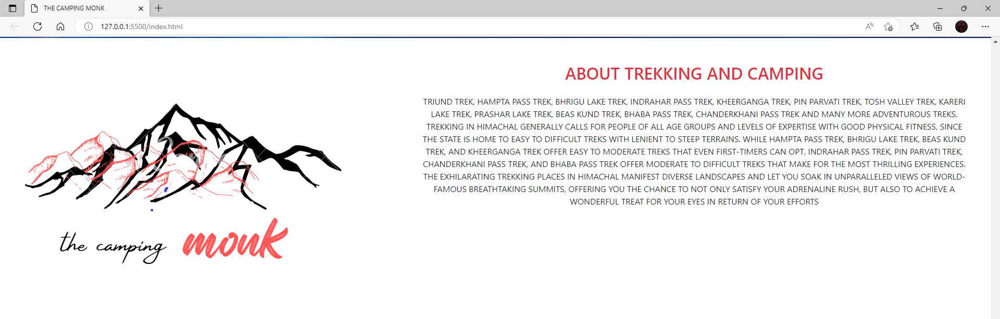 THE CAMPING MONK
127.0.0.1:5500/index.html
ABOUT TREKKING AND CAMPING
TRIUND TREK, HAMPTA PASS TREK, BHRIGU LAKE TREK, INDRAHAR PASS TREK, KHEERGANGA TREK, PIN PARVATI TREK, TOSH VALLEY TREK, KARERI
LAKE TREK, PRASHAR LAKE TREK, BEAS KUND TREK, BHABA PASS TREK, CHANDERKHANI PASS TREK AND MANY MORE ADVENTUROUS TREKS.
TREKKING IN HIMACHAL GENERALLY CALLS FOR PEOPLE OF ALL AGE GROUPS AND LEVELS OF EXPERTISE WITH GOOD PHYSICAL FITNESS, SINCE
THE STATE IS HOME TO EASY TO DIFFICULT TREKS WITH LENIENT TO STEEP TERRAINS. WHILE HAMPTA PASS TREK, BHRIGU LAKE TREK, BEAS KUND
TREK, AND KHEERGANGA TREK OFFER EASY TO MODERATE TREKS THAT EVEN FIRST-TIMERS CAN OPT, INDRAHAR PASS TREK, PIN PARVATI TREK,
CHANDERKHANI PASS TREK, AND BHABA PASS TREK OFFER MODERATE TO DIFFICULT TREKS THAT MAKE FOR THE MOST THRILLING EXPERIENCES.
THE EXHILARATING TREKKING PLACES IN HIMACHAL MANIFEST DIVERSE LANDSCAPES AND LET YOU SOAK IN UNPARALLELED VIEWS OF WORLD-
FAMOUS BREATHTAKING SUMMITS, OFFERING YOU THE CHANCE TO NOT ONLY SATISFY YOUR ADRENALINE RUSH, BUT ALSO TO ACHIEVE A
WONDERFUL TREAT FOR YOUR EYES IN RETURN OF YOUR EFFORTS
the camping monk